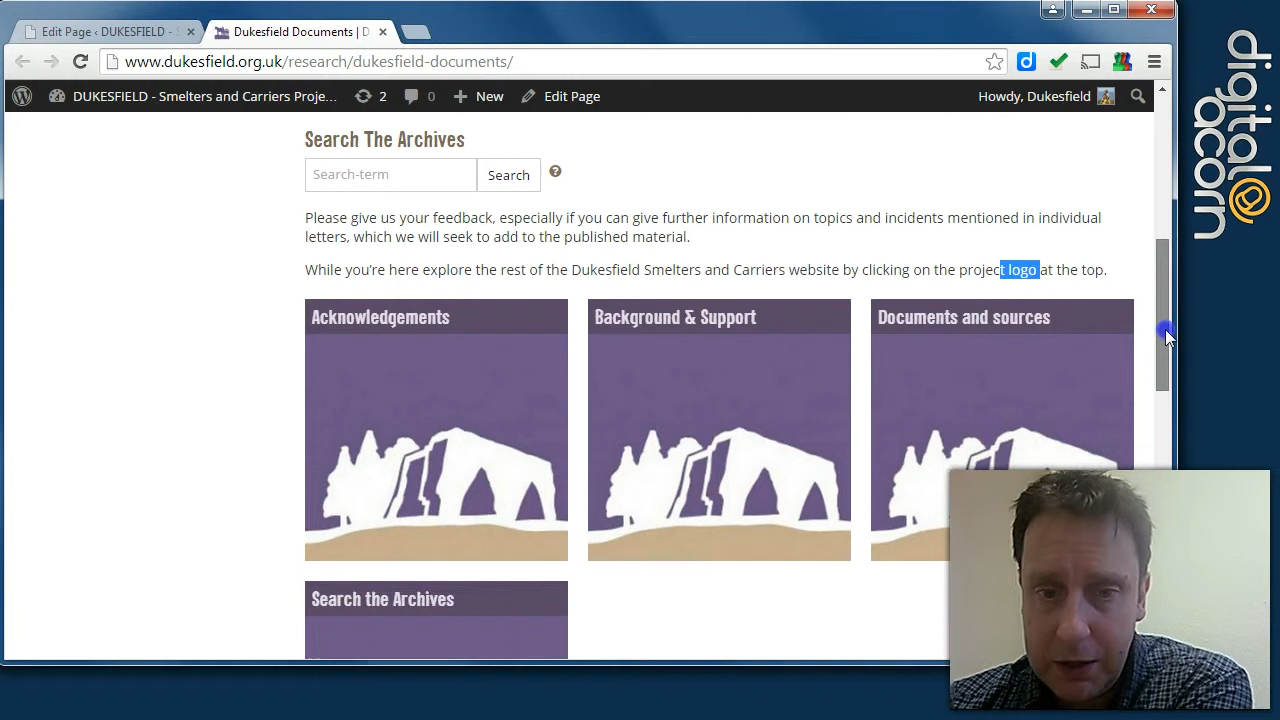 Edit Page ‹ DUKESFIELD - S
Dukesfield Documents | D
www.dukesfield.org.uk/research/dukesfield-documents/
DUKESFIELD - Smelters and Carriers Proje...
2
0
New
Edit Page
Howdy, Dukesfield
Search The Archives
Search-term
Search
?
Please give us your feedback, especially if you can give further information on topics and incidents mentioned in individual
letters, which we will seek to add to the published material.
While you're here explore the rest of the Dukesfield Smelters and Carriers website by clicking on the project logo at the top.
Acknowledgements
Background & Support
Documents and sources
Search the Archives
digital@
acorn